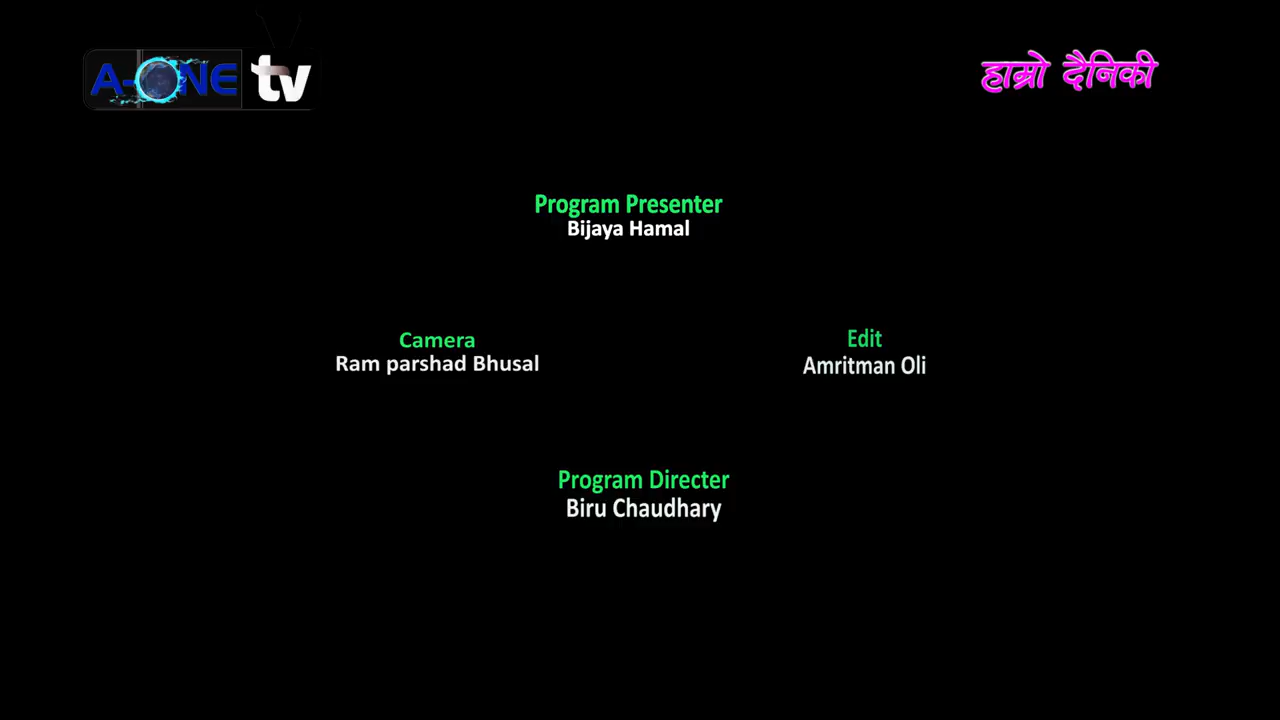 A-ONE tv
हाम्रो दैनिकी
Program Presenter
Bijaya Hamal
Camera
Ram parshad Bhusal
Edit
Amritman Oli
Program Directer
Biru Chaudhary